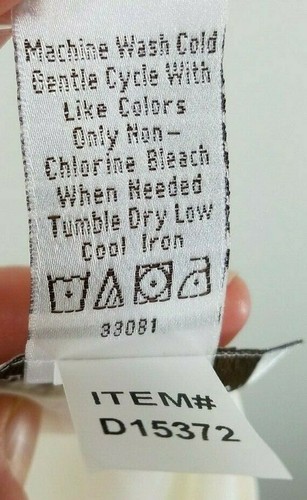 Machine Wash Cold
Gentle Cycle With
Like Colors
Only Non-
Chlorine Bleach
When Needed
Tumble Dry Low
Cool Iron
33081
ITEM#
D15372